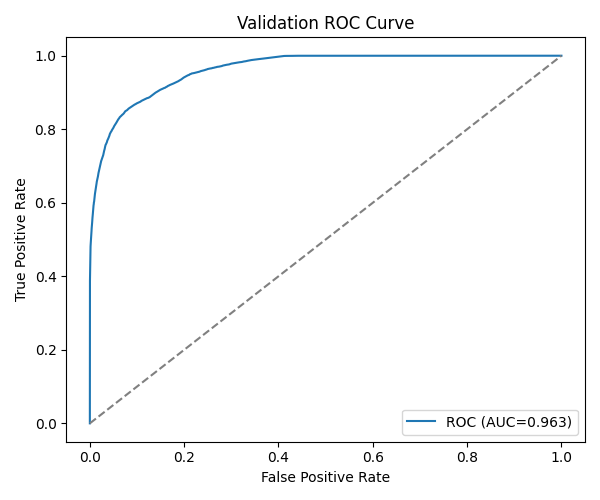 Validation ROC Curve
True Positive Rate
1.0
0.8
0.6
0.4
0.2
0.0
ROC (AUC=0.963)
0.0 0.2 0.4 0.6 0.8 1.0
False Positive Rate